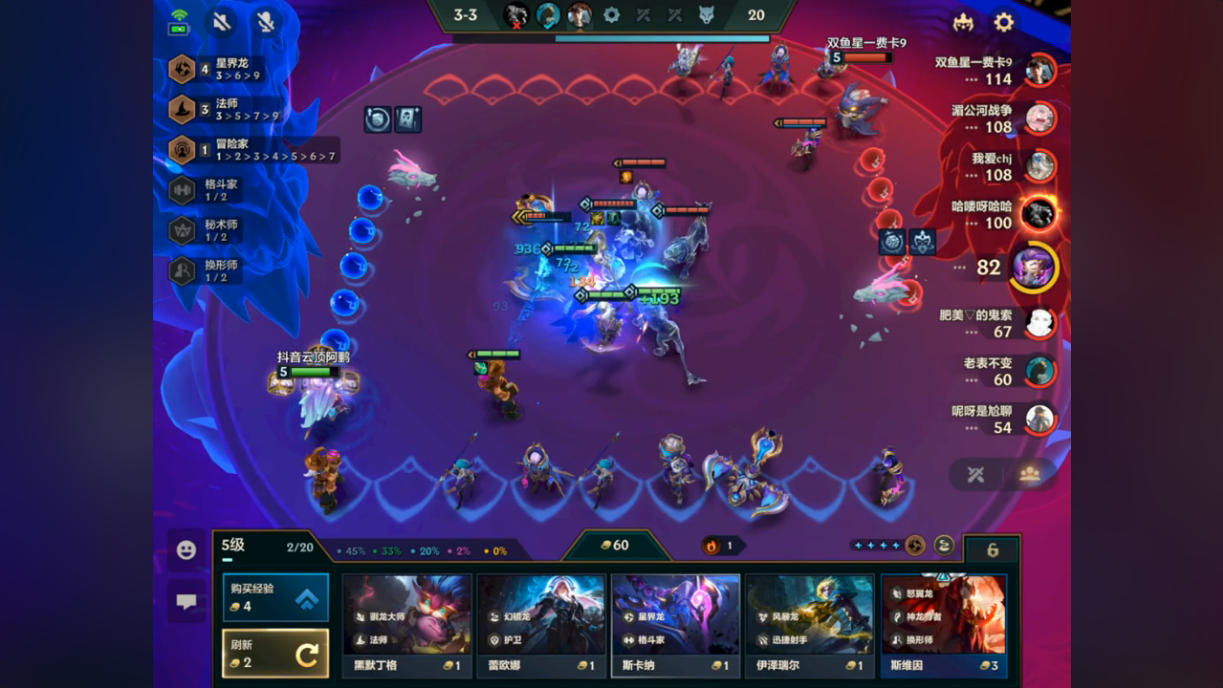 3-3
20
双鱼星一费卡9
5
4
星界龙
3 > 6 > 9
3
法师
3 > 5 > 7 > 9
1
冒险家
1 > 2 > 3 > 4 > 5 > 6 > 7
格斗家
1 / 2
秘术师
1 / 2
换形师
1 / 2
双鱼星一费卡9
114
湄公河战争
108
我爱chj
108
哈喽呀哈哈
100
82
肥美♡的鬼索
67
老表不变
60
呢呀是尬聊
54
936
72
72
72
134
+193
93
抖音云顶阿鹏
5
5级
2/20
45%
33%
20%
2%
0%
60
1
6
购买经验
4
刷新
2
驯龙大师
法师
黑默丁格
1
幻镜龙
护卫
蕾欧娜
1
星界龙
格斗家
斯卡纳
1
风暴龙
迅捷射手
伊泽瑞尔
1
怒翼龙
神龙尊者
换形师
斯维因
3